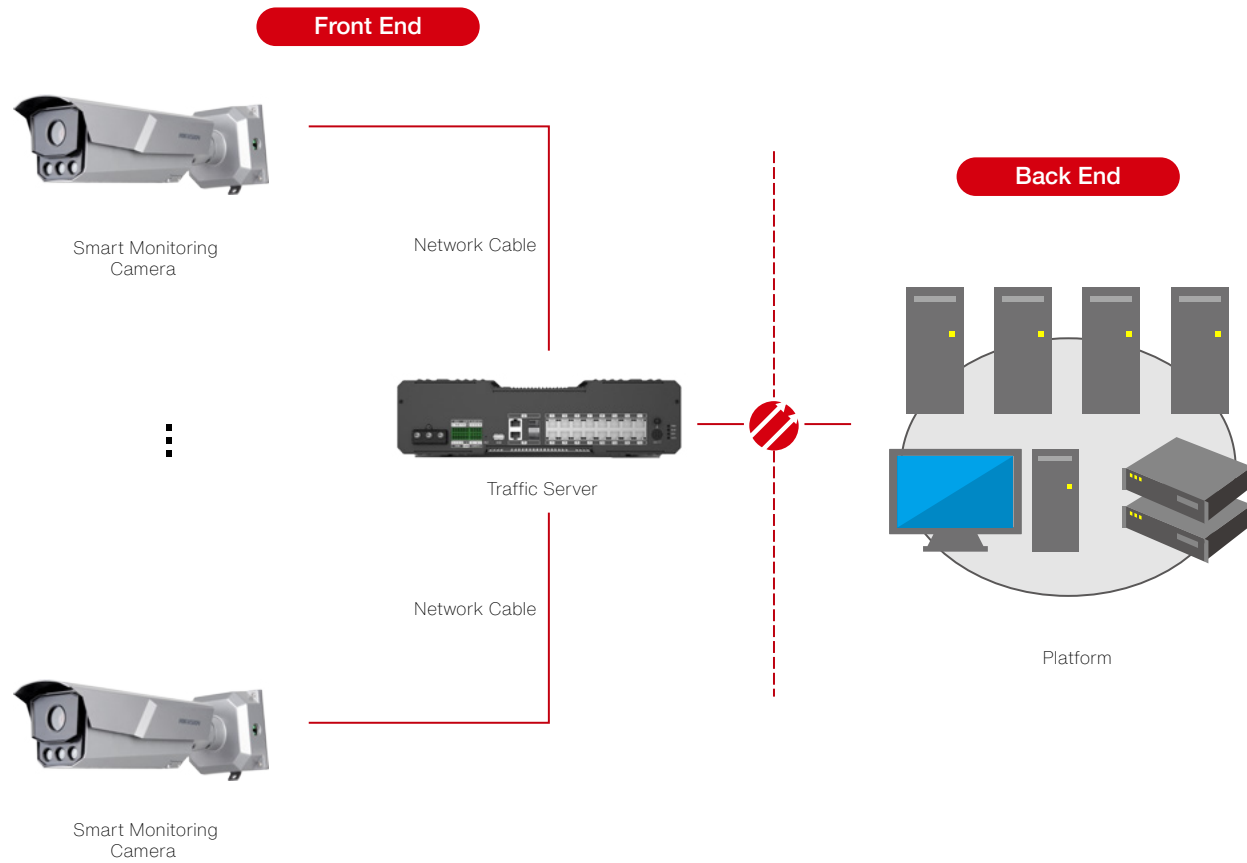 Front End
Back End
Smart Monitoring
Camera
Network Cable
Traffic Server
Network Cable
Platform
Smart Monitoring
Camera